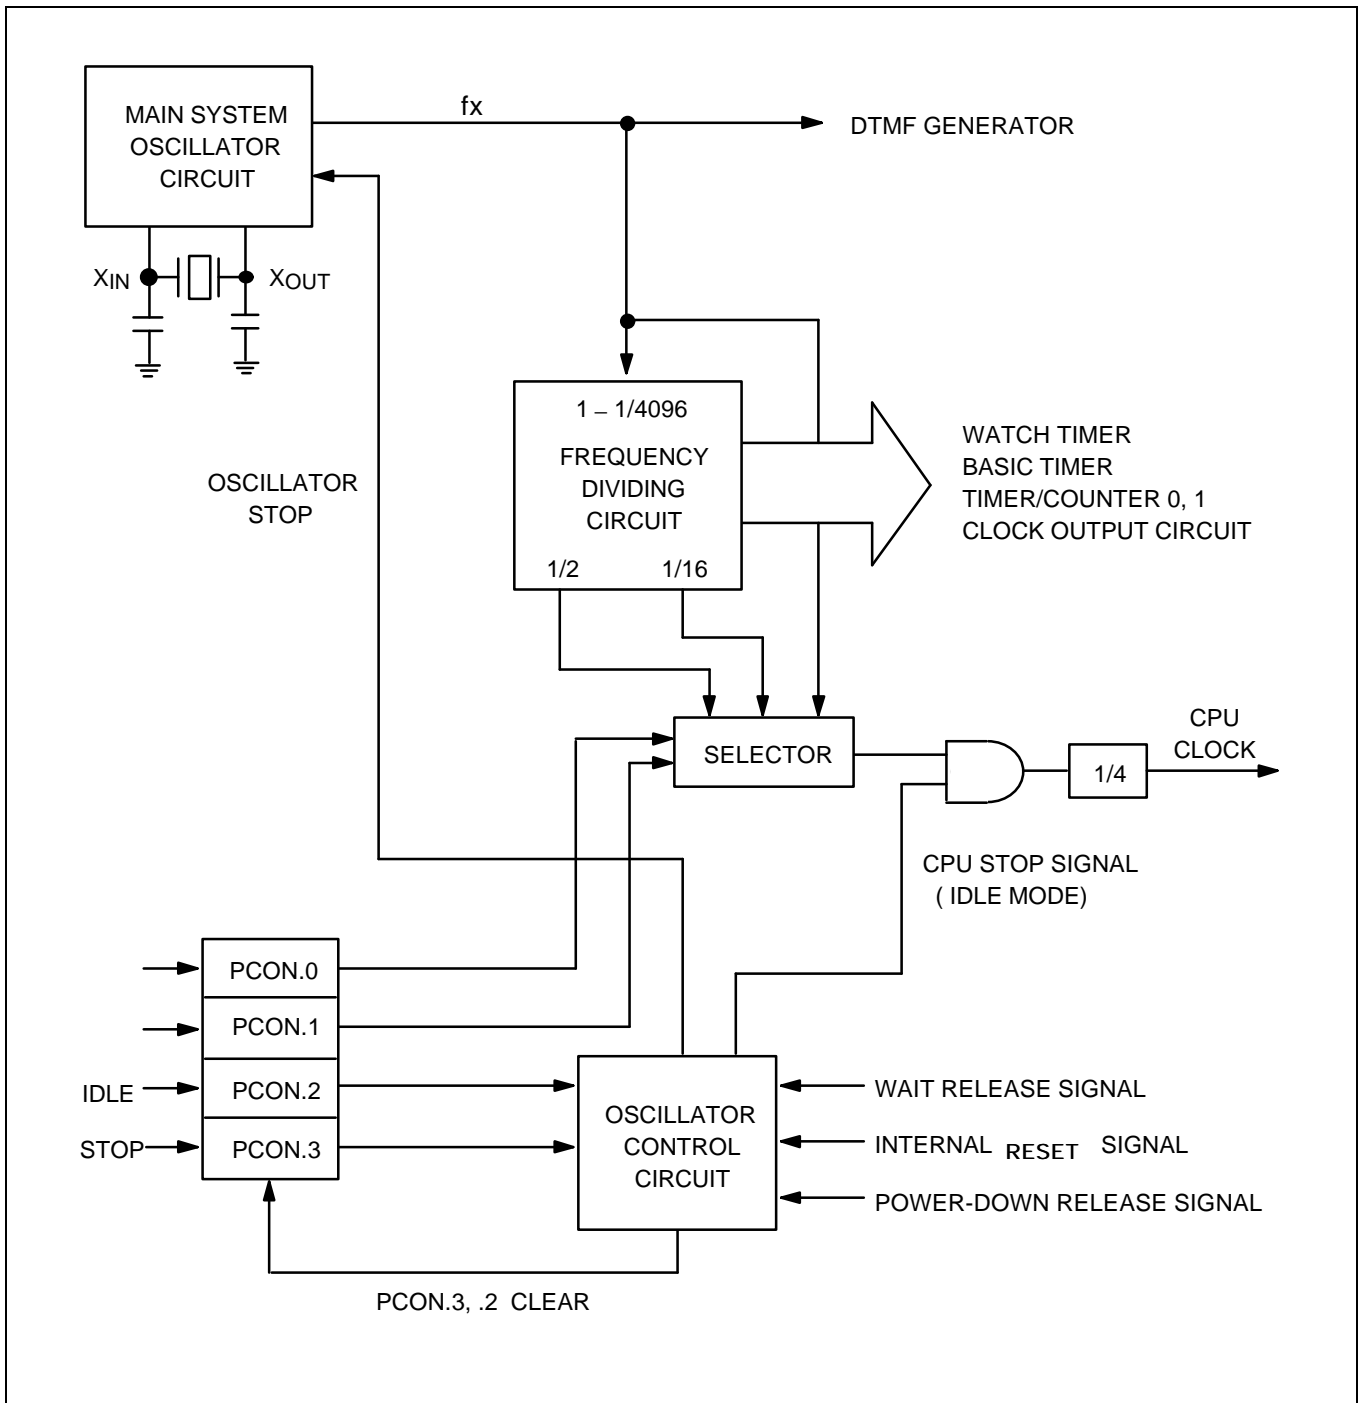 MAIN SYSTEM
OSCILLATOR
CIRCUIT
fx
DTMF GENERATOR
XIN
XOUT
OSCILLATOR
STOP
1 – 1/4096
FREQUENCY
DIVIDING
CIRCUIT
1/2
1/16
WATCH TIMER
BASIC TIMER
TIMER/COUNTER 0, 1
CLOCK OUTPUT CIRCUIT
SELECTOR
1/4
CPU
CLOCK
CPU STOP SIGNAL
( IDLE MODE)
PCON.0
PCON.1
IDLE
PCON.2
STOP
PCON.3
OSCILLATOR
CONTROL
CIRCUIT
WAIT RELEASE SIGNAL
INTERNAL RESET SIGNAL
POWER-DOWN RELEASE SIGNAL
PCON.3, .2 CLEAR